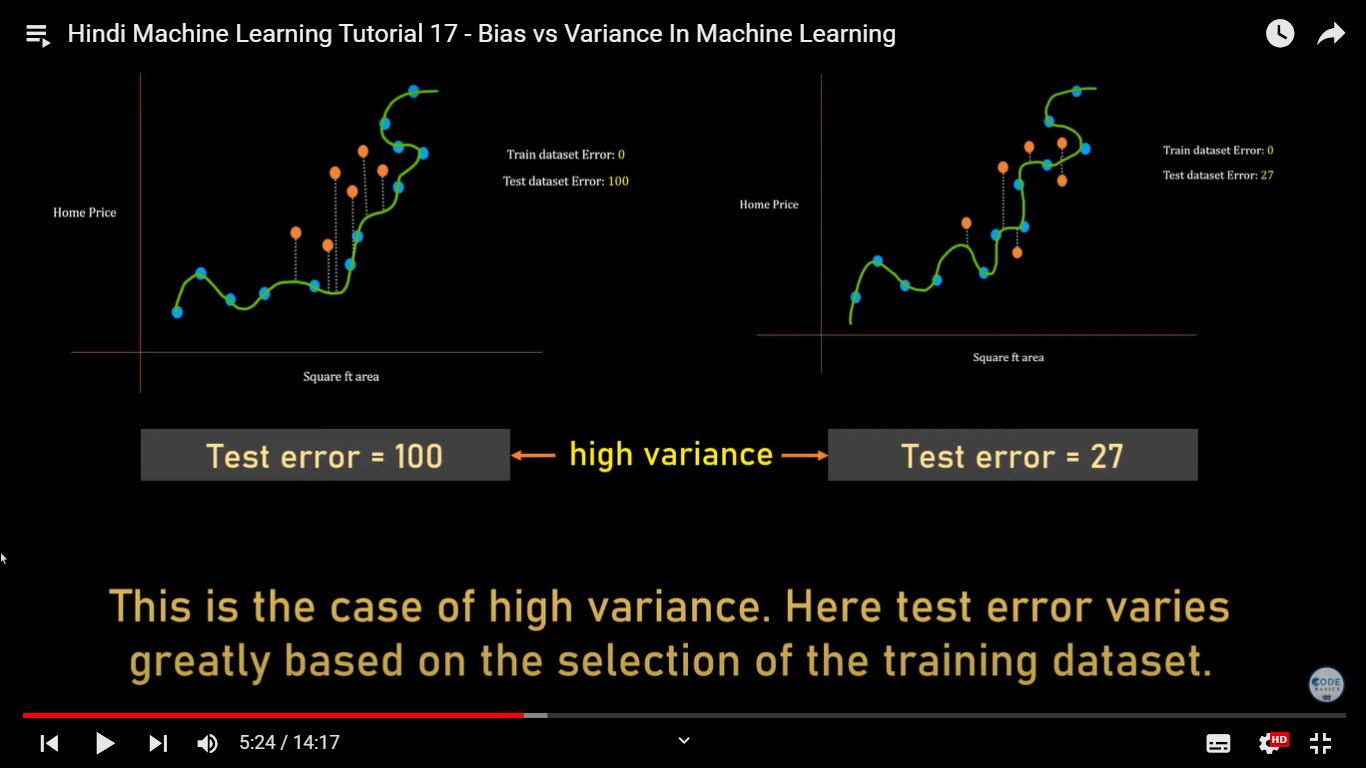 Hindi Machine Learning Tutorial 17 - Bias vs Variance In Machine Learning
Train dataset Error: 0
Test dataset Error: 100
Home Price
Square ft area
Train dataset Error: 0
Test dataset Error: 27
Home Price
Square ft area
Test error = 100
high variance
Test error = 27
This is the case of high variance. Here test error varies
greatly based on the selection of the training dataset.
CODE
BASICS
5:24 / 14:17
HD